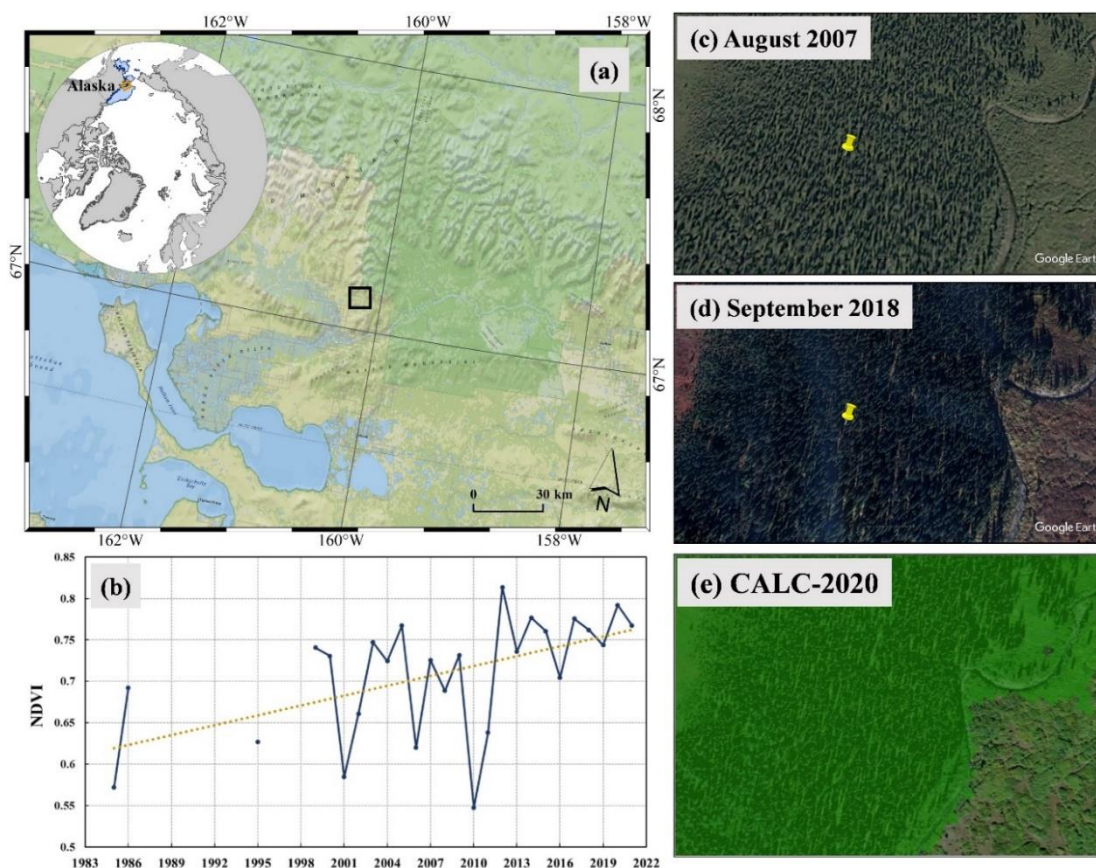 162°W
160°W
158°W
(a)
Alaska
68°N
67°N
67°N
0 30 km
N
162°W
160°W
158°W
(b)
NDVI
0.85
0.8
0.75
0.7
0.65
0.6
0.55
0.5
1983 1986 1989 1992 1995 1998 2001 2004 2007 2010 2013 2016 2019 2022
(c) August 2007
Google Eart
(d) September 2018
Google Eart
(e) CALC-2020